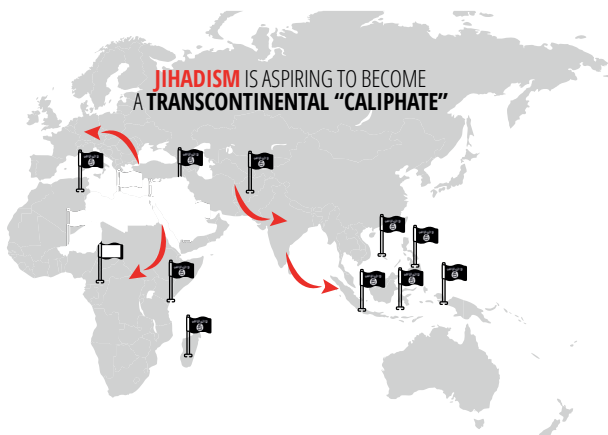 JIHADISM IS ASPIRING TO BECOME
A TRANSCONTINENTAL “CALIPHATE”